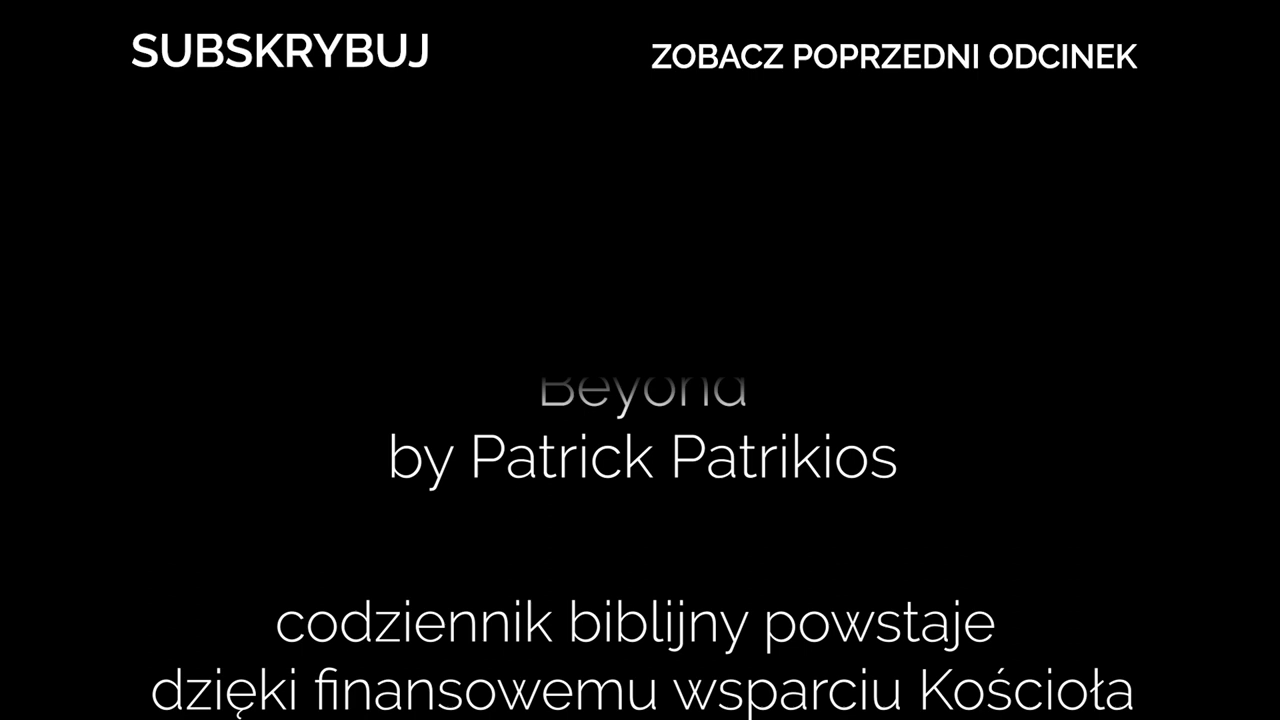 SUBSKRYBUJ
ZOBACZ POPRZEDNI ODCINEK
Beyond
by Patrick Patrikios
codziennik biblijny powstaje
dzięki finansowemu wsparciu Kościoła